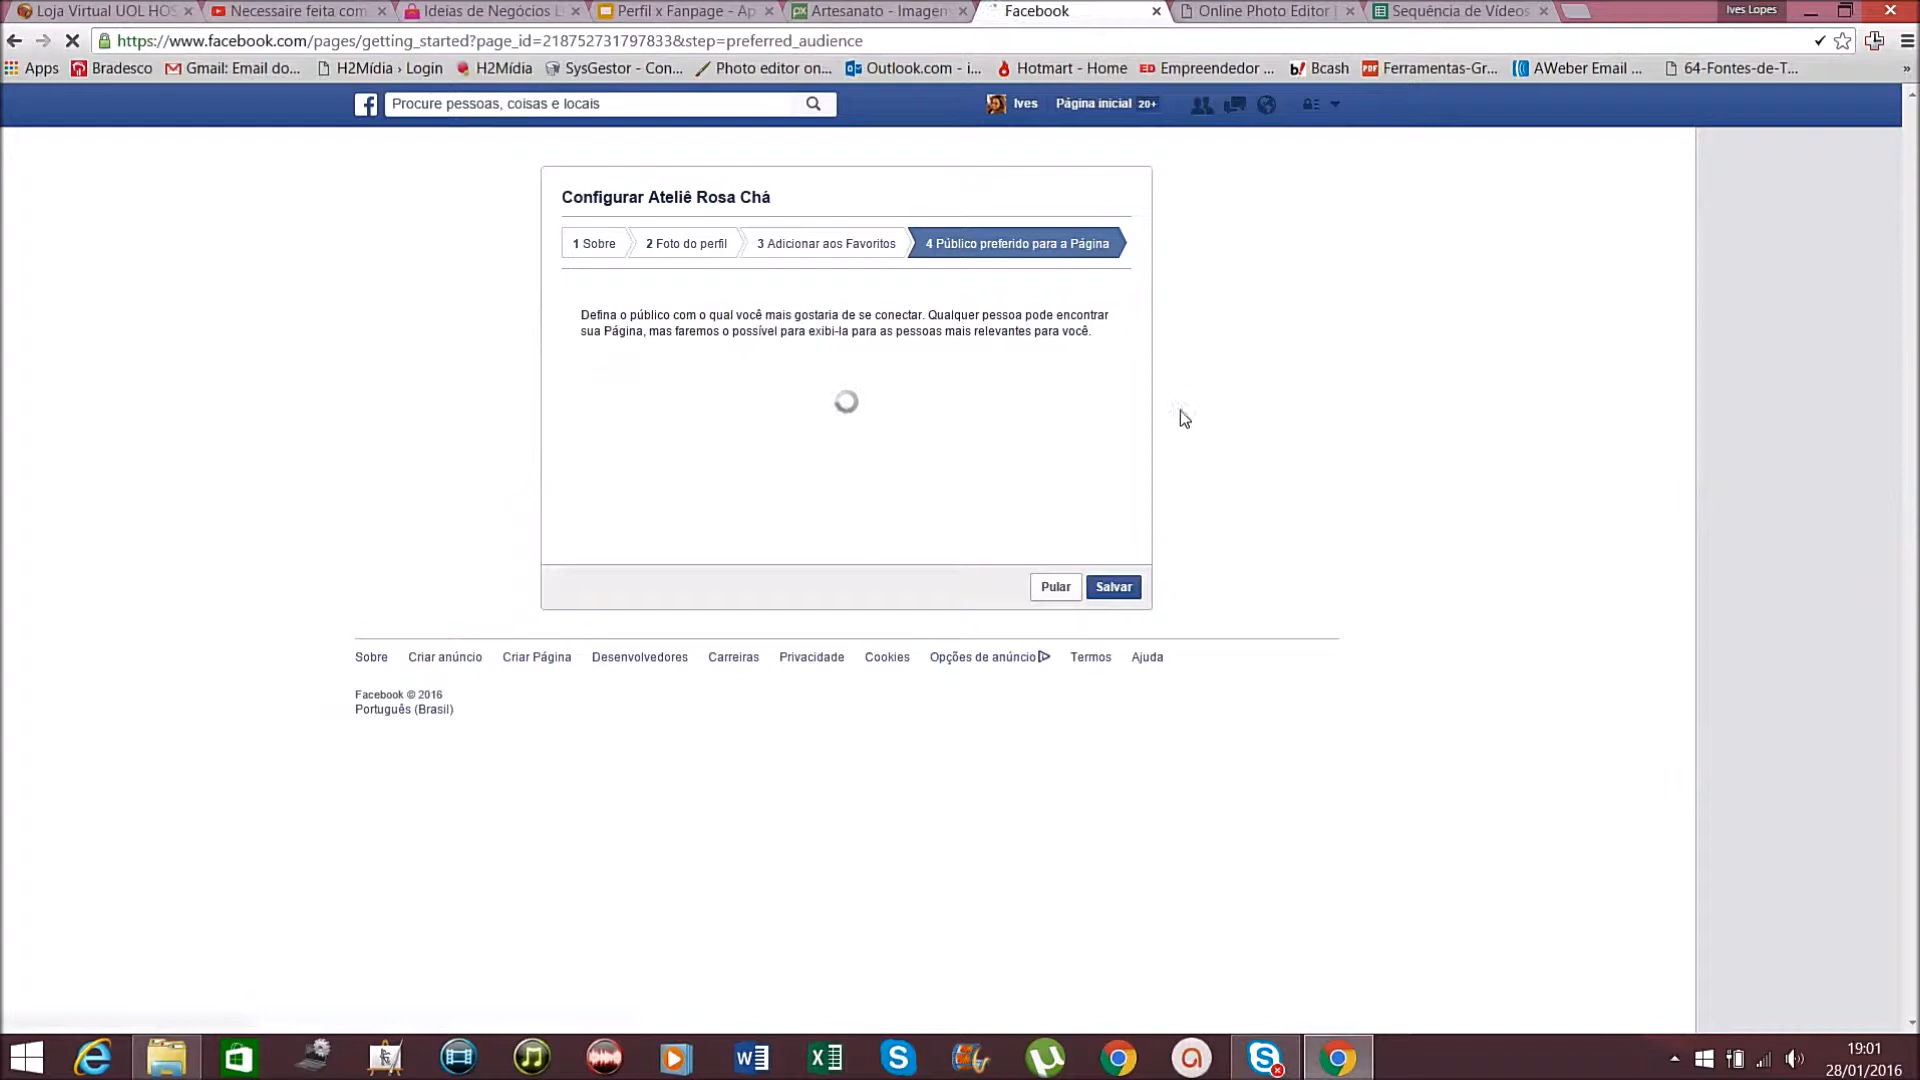 Loja Virtual UOL HOS
Necessaire feita com
Ideias de Negócios L
Perfil x Fanpage - Ap
Artesanato - Imagen
Facebook
Online Photo Editor
Sequência de Vídeos
Ives Lopes
https://www.facebook.com/pages/getting_started?page_id=218752731797833&step=preferred_audience
Apps
Bradesco
Gmail: Email do...
H2Mídia › Login
H2Mídia
SysGestor - Con...
Photo editor on...
Outlook.com - i...
Hotmart - Home
Empreendedor ...
Bcash
Ferramentas-Gr...
AWeber Email ...
64-Fontes-de-T...
»
Procure pessoas, coisas e locais
Ives
Página inicial 20+
Configurar Ateliê Rosa Chá
1 Sobre
2 Foto do perfil
3 Adicionar aos Favoritos
4 Público preferido para a Página
Defina o público com o qual você mais gostaria de se conectar. Qualquer pessoa pode encontrar
sua Página, mas faremos o possível para exibi-la para as pessoas mais relevantes para você.
Pular
Salvar
Sobre
Criar anúncio
Criar Página
Desenvolvedores
Carreiras
Privacidade
Cookies
Opções de anúncio
Termos
Ajuda
Facebook © 2016
Português (Brasil)
19:01
28/01/2016